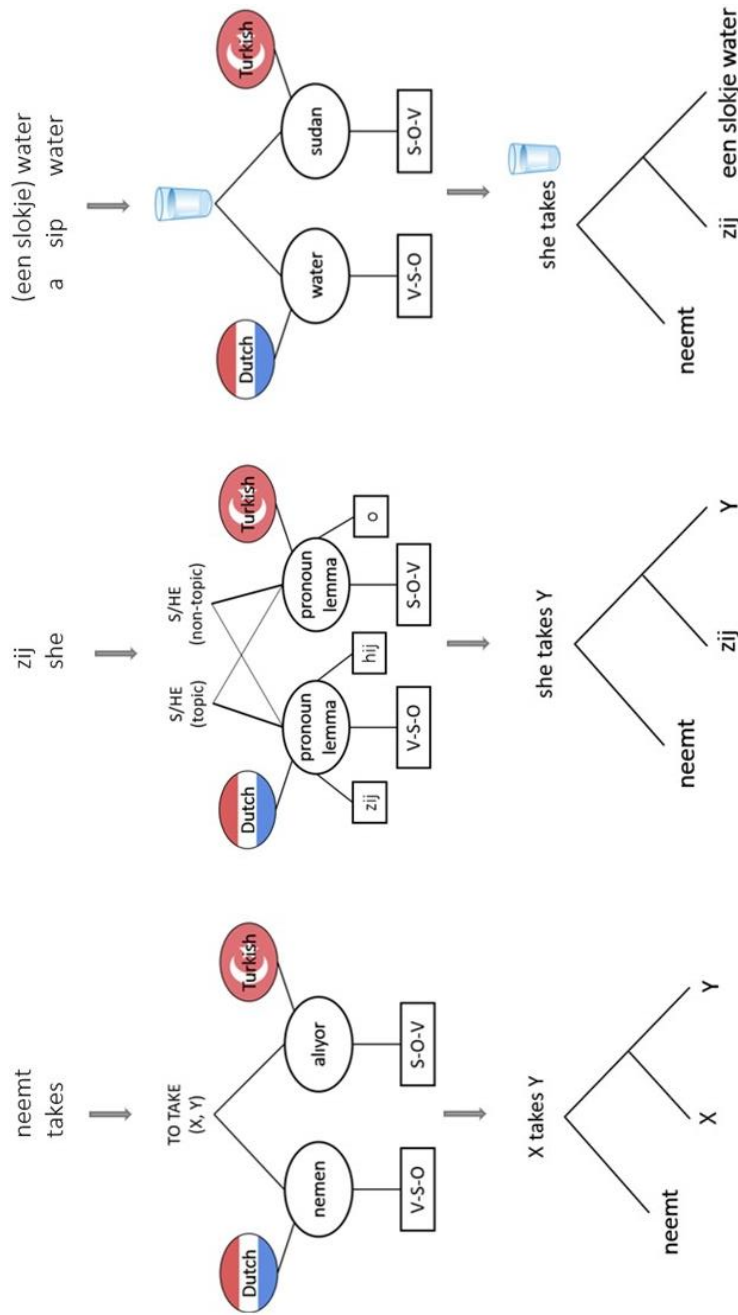 neemt
takes
TO TAKE
(X, Y)
Dutch
Turkish
nemen
alıyor
V-S-O
S-O-V
X takes Y
neemt
X
Y
zij
she
S/HE
(topic)
S/HE
(non-topic)
Dutch
Turkish
pronoun
lemma
pronoun
lemma
zij
hij
o
V-S-O
S-O-V
she takes Y
neemt
zij
Y
(een slokje) water
a sip water
Dutch
Turkish
water
sudan
V-S-O
S-O-V
she takes
neemt
zij
een slokje water